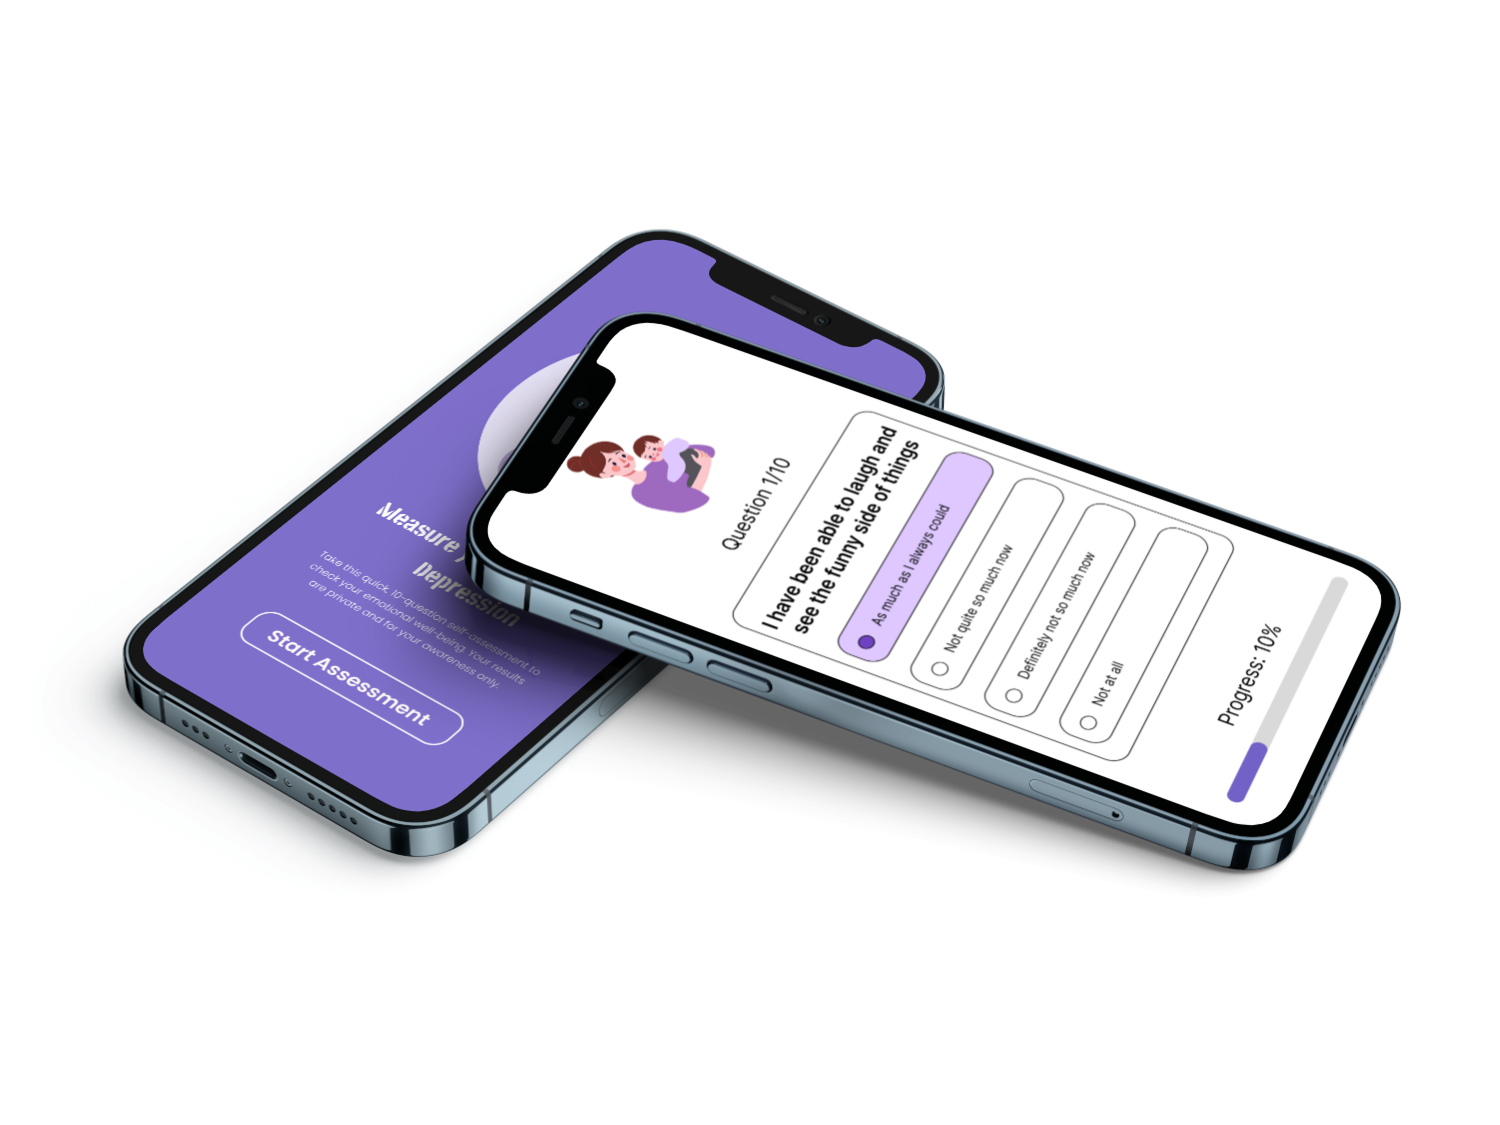 Measure
Depression
Take this quick, 10-question self-assessment to
check your emotional well-being. Your results
are private and for your awareness only.
Start Assessment
Question 1/10
I have been able to laugh and
see the funny side of things
As much as I always could
Not quite so much now
Definitely not so much now
Not at all
Progress: 10%